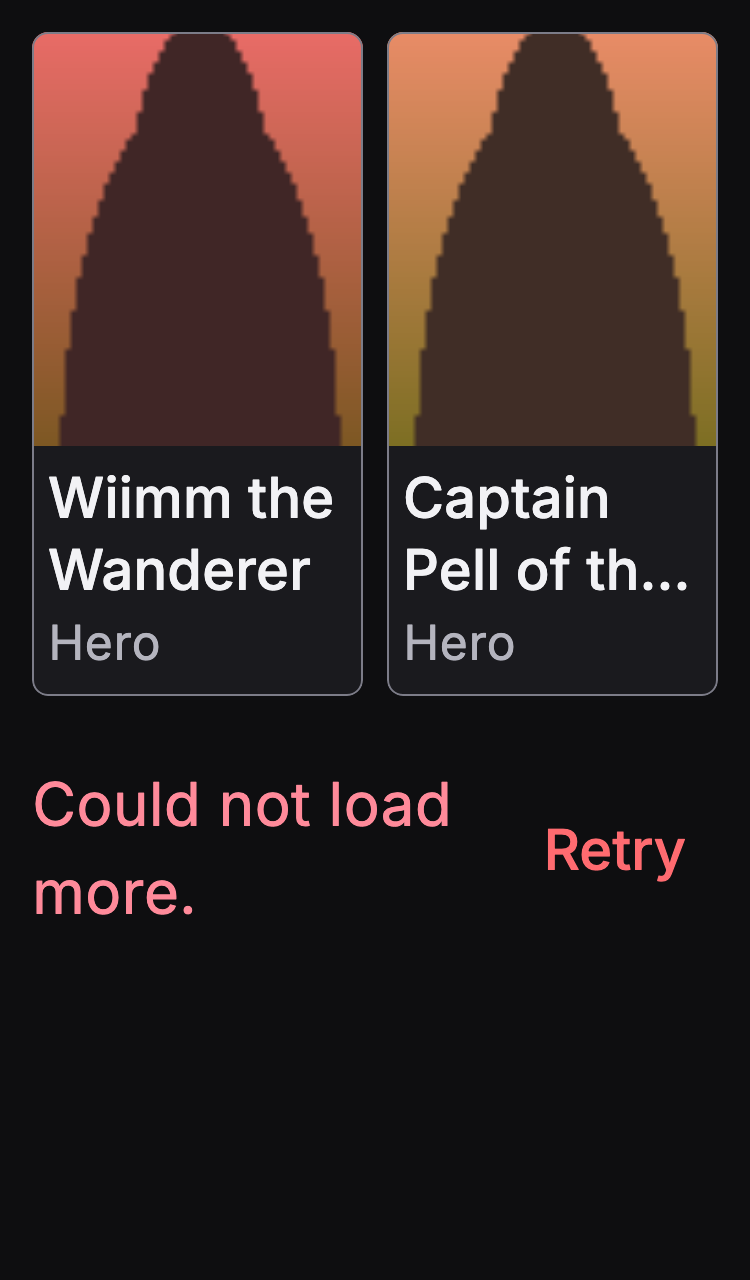 Wiimm the
Wanderer
Hero
Captain
Pell of th...
Hero
Could not load
more.
Retry